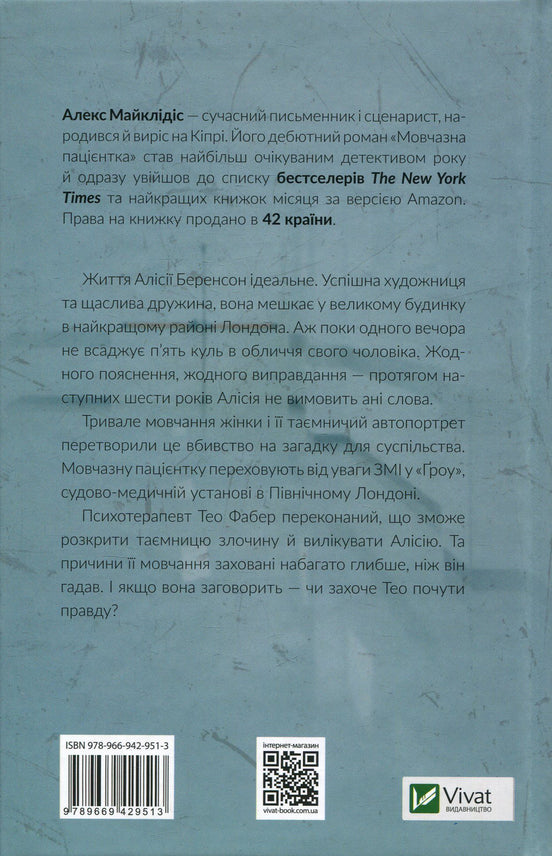 Алекс Майклідіс — сучасний письменник і сценарист, на-
родився й виріс на Кіпрі. Його дебютний роман «Мовчазна
пацієнтка» став найбільш очікуваним детективом року
й одразу увійшов до списку бестселерів The New York
Times та найкращих книжок місяця за версією Amazon.
Права на книжку продано в 42 країни.
Життя Алісії Беренсон ідеальне. Успішна художниця
та щаслива дружина, вона мешкає у великому будинку
в найкращому районі Лондона. Аж поки одного вечора
не всаджує п'ять куль в обличчя свого чоловіка. Жод-
ного пояснення, жодного виправдання — протягом на-
ступних шести років Алісія не вимовить ані слова.
Тривале мовчання жінки і її таємничий автопортрет
перетворили це вбивство на загадку для суспільства.
Мовчазну пацієнтку переховують від уваги ЗМІ у «Ґроу»,
судово-медичній установі в Північному Лондоні.
Психотерапевт Тео Фабер переконаний, що зможе
розкрити таємницю злочину й вилікувати Алісію. Та
причини її мовчання заховані набагато глибше, ніж він
гадав. І якщо вона заговорить — чи захоче Тео почути
правду?
ISBN 978-966-942-951-3
9 789669 429513
інтернет-магазин
vivat-book.com.ua
Vivat
ВИДАВНИЦТВО